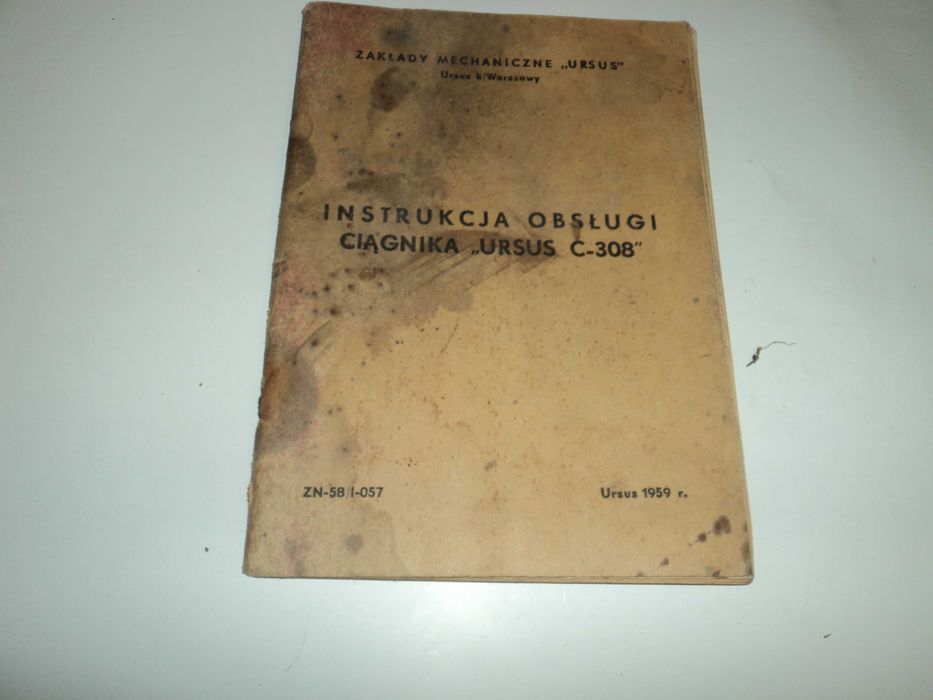 ZAKŁADY MECHANICZNE „URSUS"
Ursus k/Warszawy
INSTRUKCJA OBSŁUGI
CIĄGNIKA „URSUS C-308"
ZN-58/I-057
Ursus 1959 r.